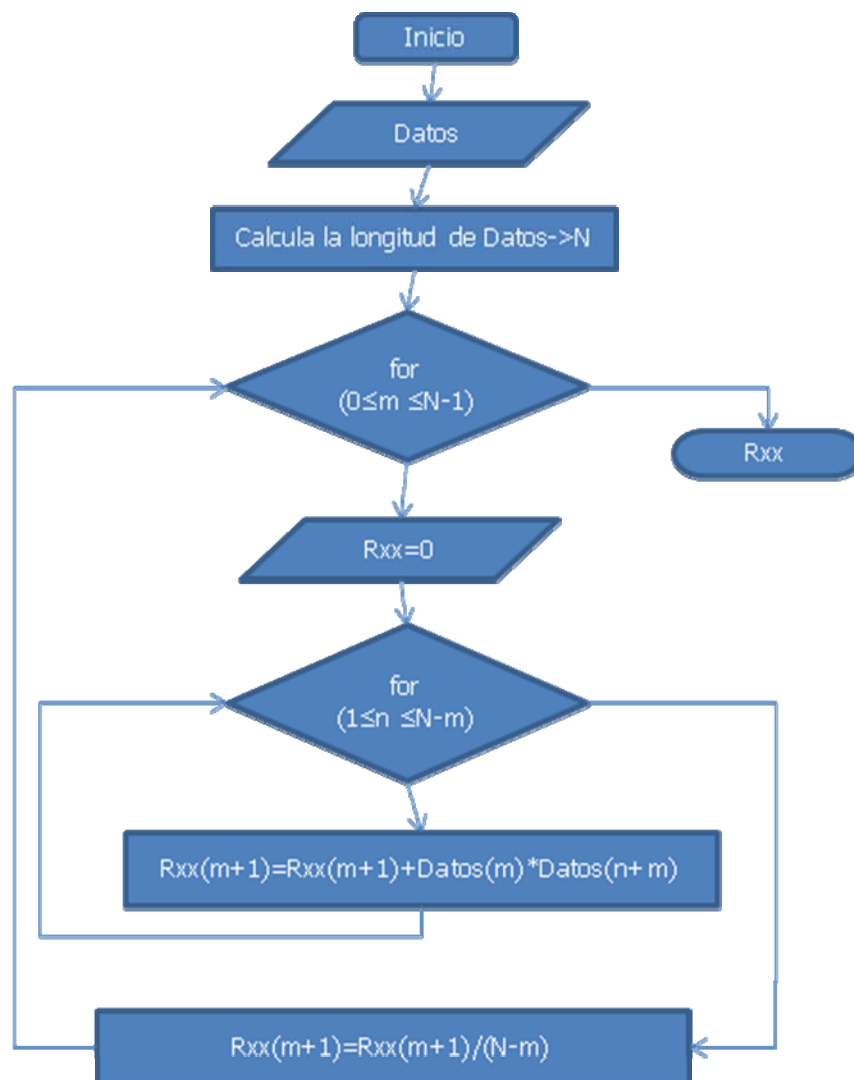 Inicio
Datos
Calcula la longitud de Datos->N
for
(0≤m ≤N-1)
Rxx
Rxx=0
for
(1≤n ≤N-m)
Rxx(m+1)=Rxx(m+1)+Datos(m)*Datos(n+m)
Rxx(m+1)=Rxx(m+1)/(N-m)